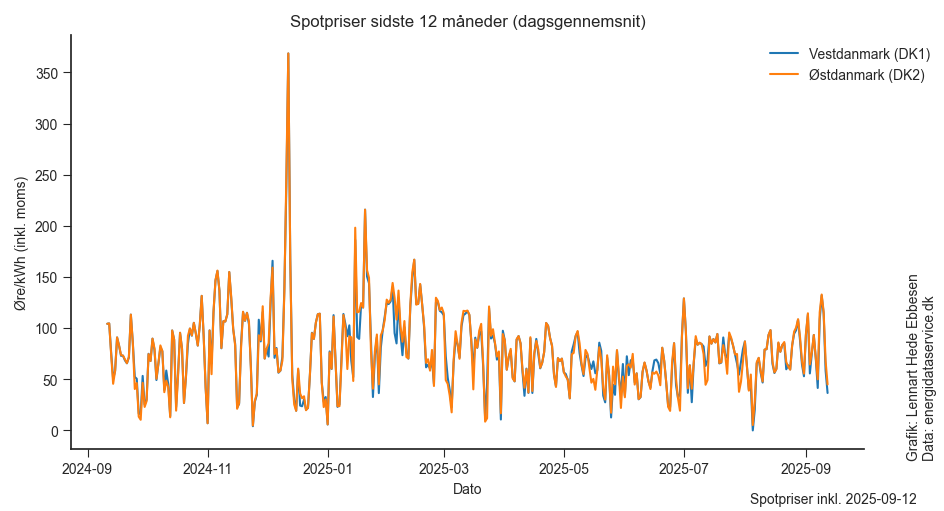 Spotpriser sidste 12 måneder (dagsgennemsnit)
Vestdanmark (DK1)
Østdanmark (DK2)
Øre/kWh (inkl. moms)
350
300
250
200
150
100
50
0
2024-09
2024-11
2025-01
2025-03
2025-05
2025-07
2025-09
Dato
Spotpriser inkl. 2025-09-12
Grafik: Lennart Hede Ebbesen
Data: energidataservice.dk